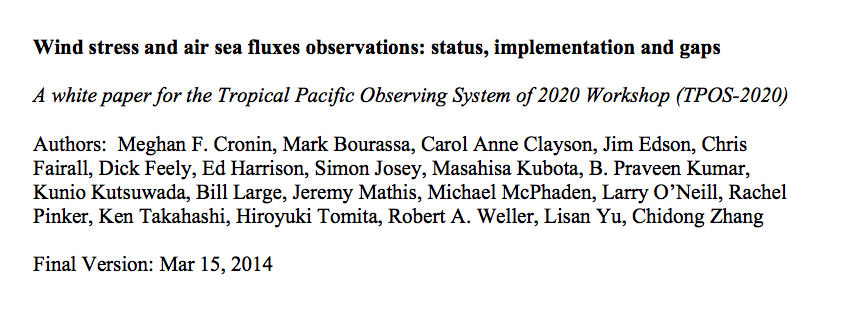 Wind stress and air sea fluxes observations: status, implementation and gaps
A white paper for the Tropical Pacific Observing System of 2020 Workshop (TPOS-2020)
Authors:  Meghan F. Cronin, Mark Bourassa, Carol Anne Clayson, Jim Edson, Chris
Fairall, Dick Feely, Ed Harrison, Simon Josey, Masahisa Kubota, B. Praveen Kumar,
Kunio Kutsuwada, Bill Large, Jeremy Mathis, Michael McPhaden, Larry O’Neill, Rachel
Pinker, Ken Takahashi, Hiroyuki Tomita, Robert A. Weller, Lisan Yu, Chidong Zhang
Final Version: Mar 15, 2014